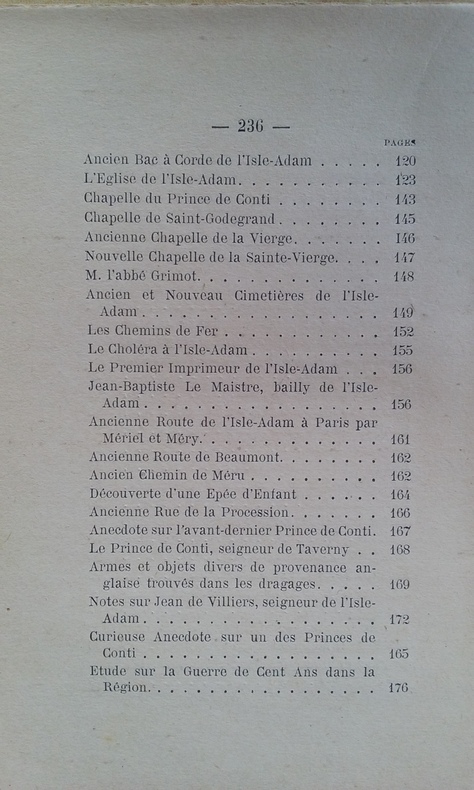 — 236 —
PAGES
Ancien Bac à Corde de l'Isle-Adam . . . . . 120
L'Eglise de l'Isle-Adam. . . . . . . . . . . 123
Chapelle du Prince de Conti . . . . . . . . 143
Chapelle de Saint-Godegrand . . . . . . . . 145
Ancienne Chapelle de la Vierge. . . . . . . 146
Nouvelle Chapelle de la Sainte-Vierge. . . . 147
M. l'abbé Grimot. . . . . . . . . . . . . . 148
Ancien et Nouveau Cimetières de l'Isle-
Adam . . . . . . . . . . . . . . . . . . 149
Les Chemins de Fer . . . . . . . . . . . . 152
Le Choléra à l'Isle-Adam . . . . . . . . . . 155
Le Premier Imprimeur de l'Isle-Adam . . . 156
Jean-Baptiste Le Maistre, bailly de l'Isle-
Adam . . . . . . . . . . . . . . . . . . 156
Ancienne Route de l'Isle-Adam à Paris par
Mériel et Méry. . . . . . . . . . . . . . 161
Ancienne Route de Beaumont. . . . . . . . 162
Ancien Chemin de Méru . . . . . . . . . . 162
Découverte d'une Epée d'Enfant . . . . . . 164
Ancienne Rue de la Procession. . . . . . . 166
Anecdote sur l'avant-dernier Prince de Conti. 167
Le Prince de Conti, seigneur de Taverny . . 168
Armes et objets divers de provenance an-
glaise trouvés dans les dragages. . . . . 169
Notes sur Jean de Villiers, seigneur de l'Isle-
Adam . . . . . . . . . . . . . . . . . . 172
Curieuse Anecdote sur un des Princes de
Conti . . . . . . . . . . . . . . . . . . 165
Etude sur la Guerre de Cent Ans dans la
Région. . . . . . . . . . . . . . . . . . 176